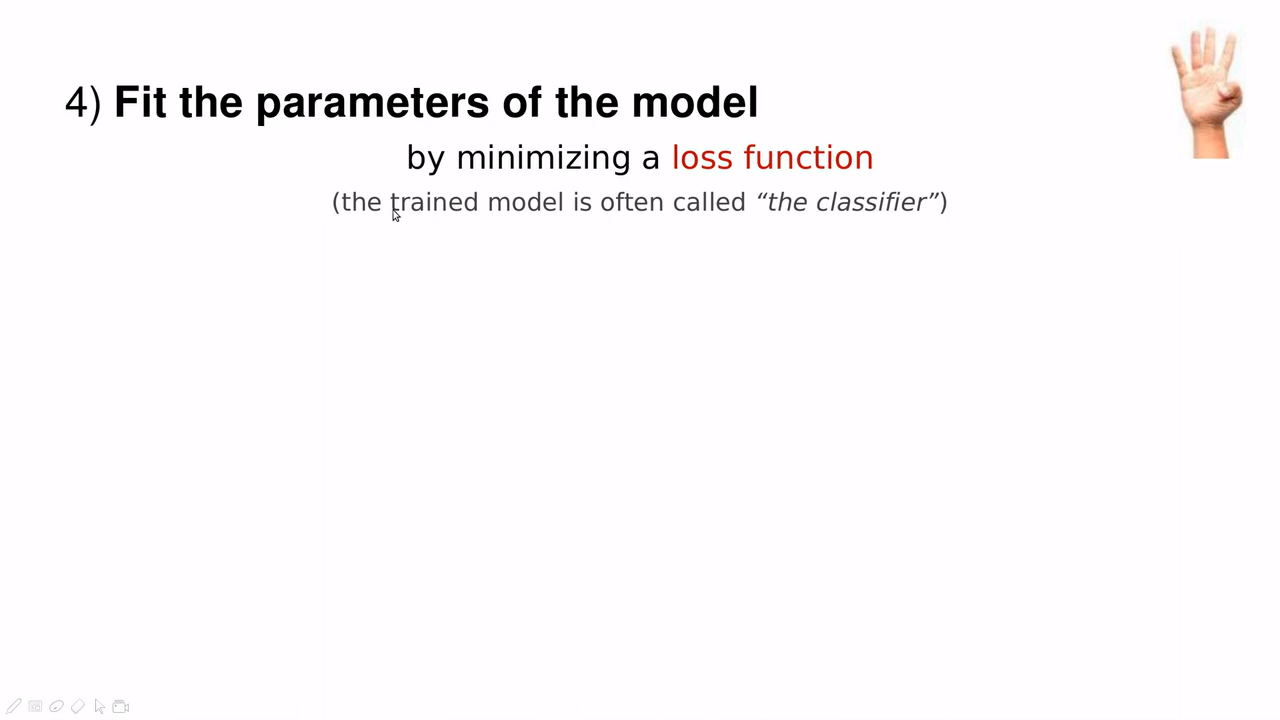 4) Fit the parameters of the model
by minimizing a loss function
(the trained model is often called “the classifier”)